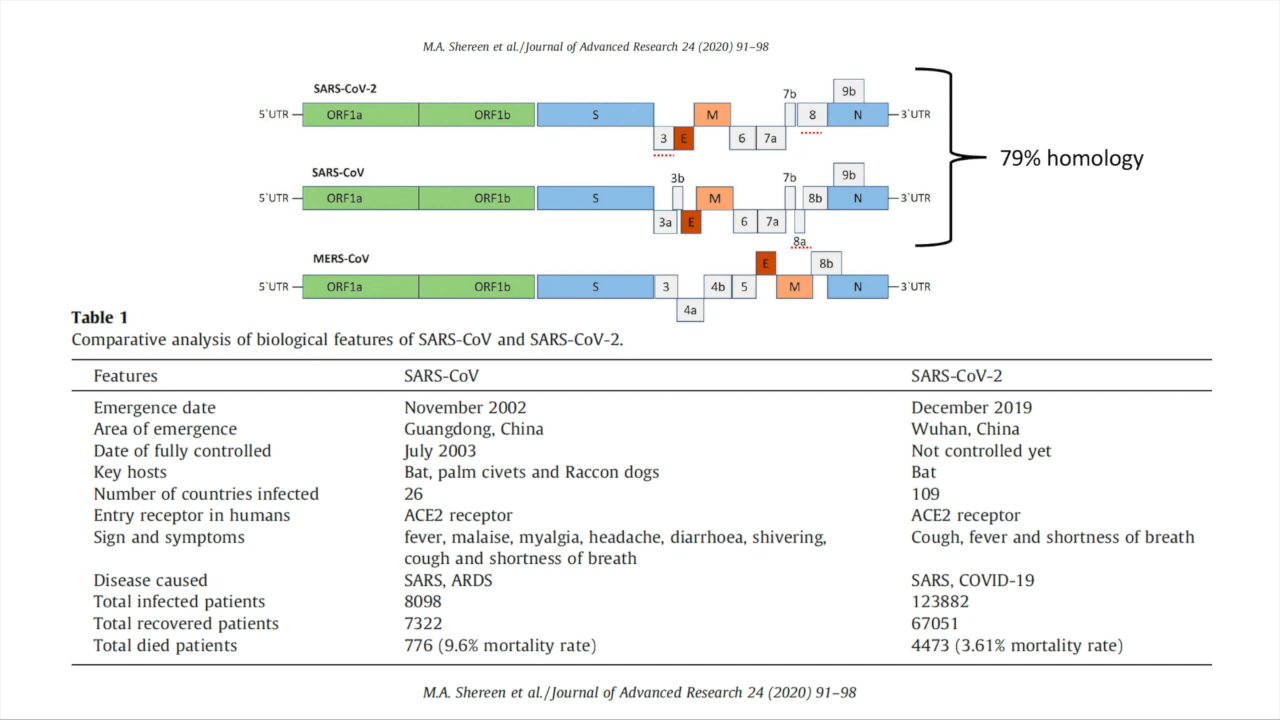 M.A. Shereen et al./Journal of Advanced Research 24 (2020) 91–98
SARS-CoV-2
5`UTR ORF1a ORF1b S 3 E M 6 7a 7b 8 9b N 3`UTR
79% homology
SARS-CoV
5`UTR ORF1a ORF1b S 3a 3b E M 6 7a 7b 8a 8b 9b N 3`UTR
MERS-CoV
5`UTR ORF1a ORF1b S 3 4a 4b 5 E M 8b N 3`UTR
Table 1
Comparative analysis of biological features of SARS-CoV and SARS-CoV-2.
Features SARS-CoV SARS-CoV-2
Emergence date November 2002 December 2019
Area of emergence Guangdong, China Wuhan, China
Date of fully controlled July 2003 Not controlled yet
Key hosts Bat, palm civets and Raccon dogs Bat
Number of countries infected 26 109
Entry receptor in humans ACE2 receptor ACE2 receptor
Sign and symptoms fever, malaise, myalgia, headache, diarrhoea, shivering, Cough, fever and shortness of breath
cough and shortness of breath
Disease caused SARS, ARDS SARS, COVID-19
Total infected patients 8098 123882
Total recovered patients 7322 67051
Total died patients 776 (9.6% mortality rate) 4473 (3.61% mortality rate)
M.A. Shereen et al./Journal of Advanced Research 24 (2020) 91–98